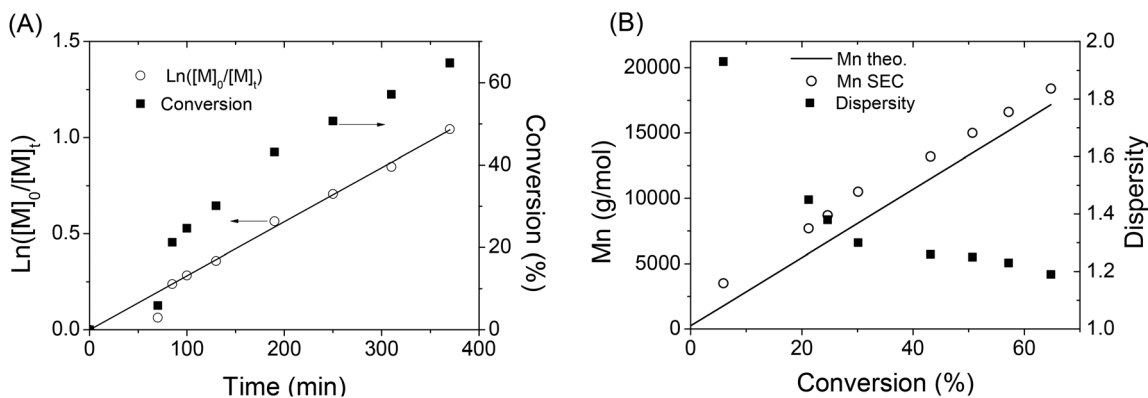 (A)
1.5
1.0
0.5
0.0
Ln([M]0/[M]t)
Ln([M]0/[M]t)
Conversion
60
40
20
0
Conversion (%)
0
100
200
300
400
Time (min)
(B)
20000
15000
10000
5000
0
Mn (g/mol)
Mn theo.
Mn SEC
Dispersity
2.0
1.8
1.6
1.4
1.2
1.0
Dispersity
0
20
40
60
Conversion (%)